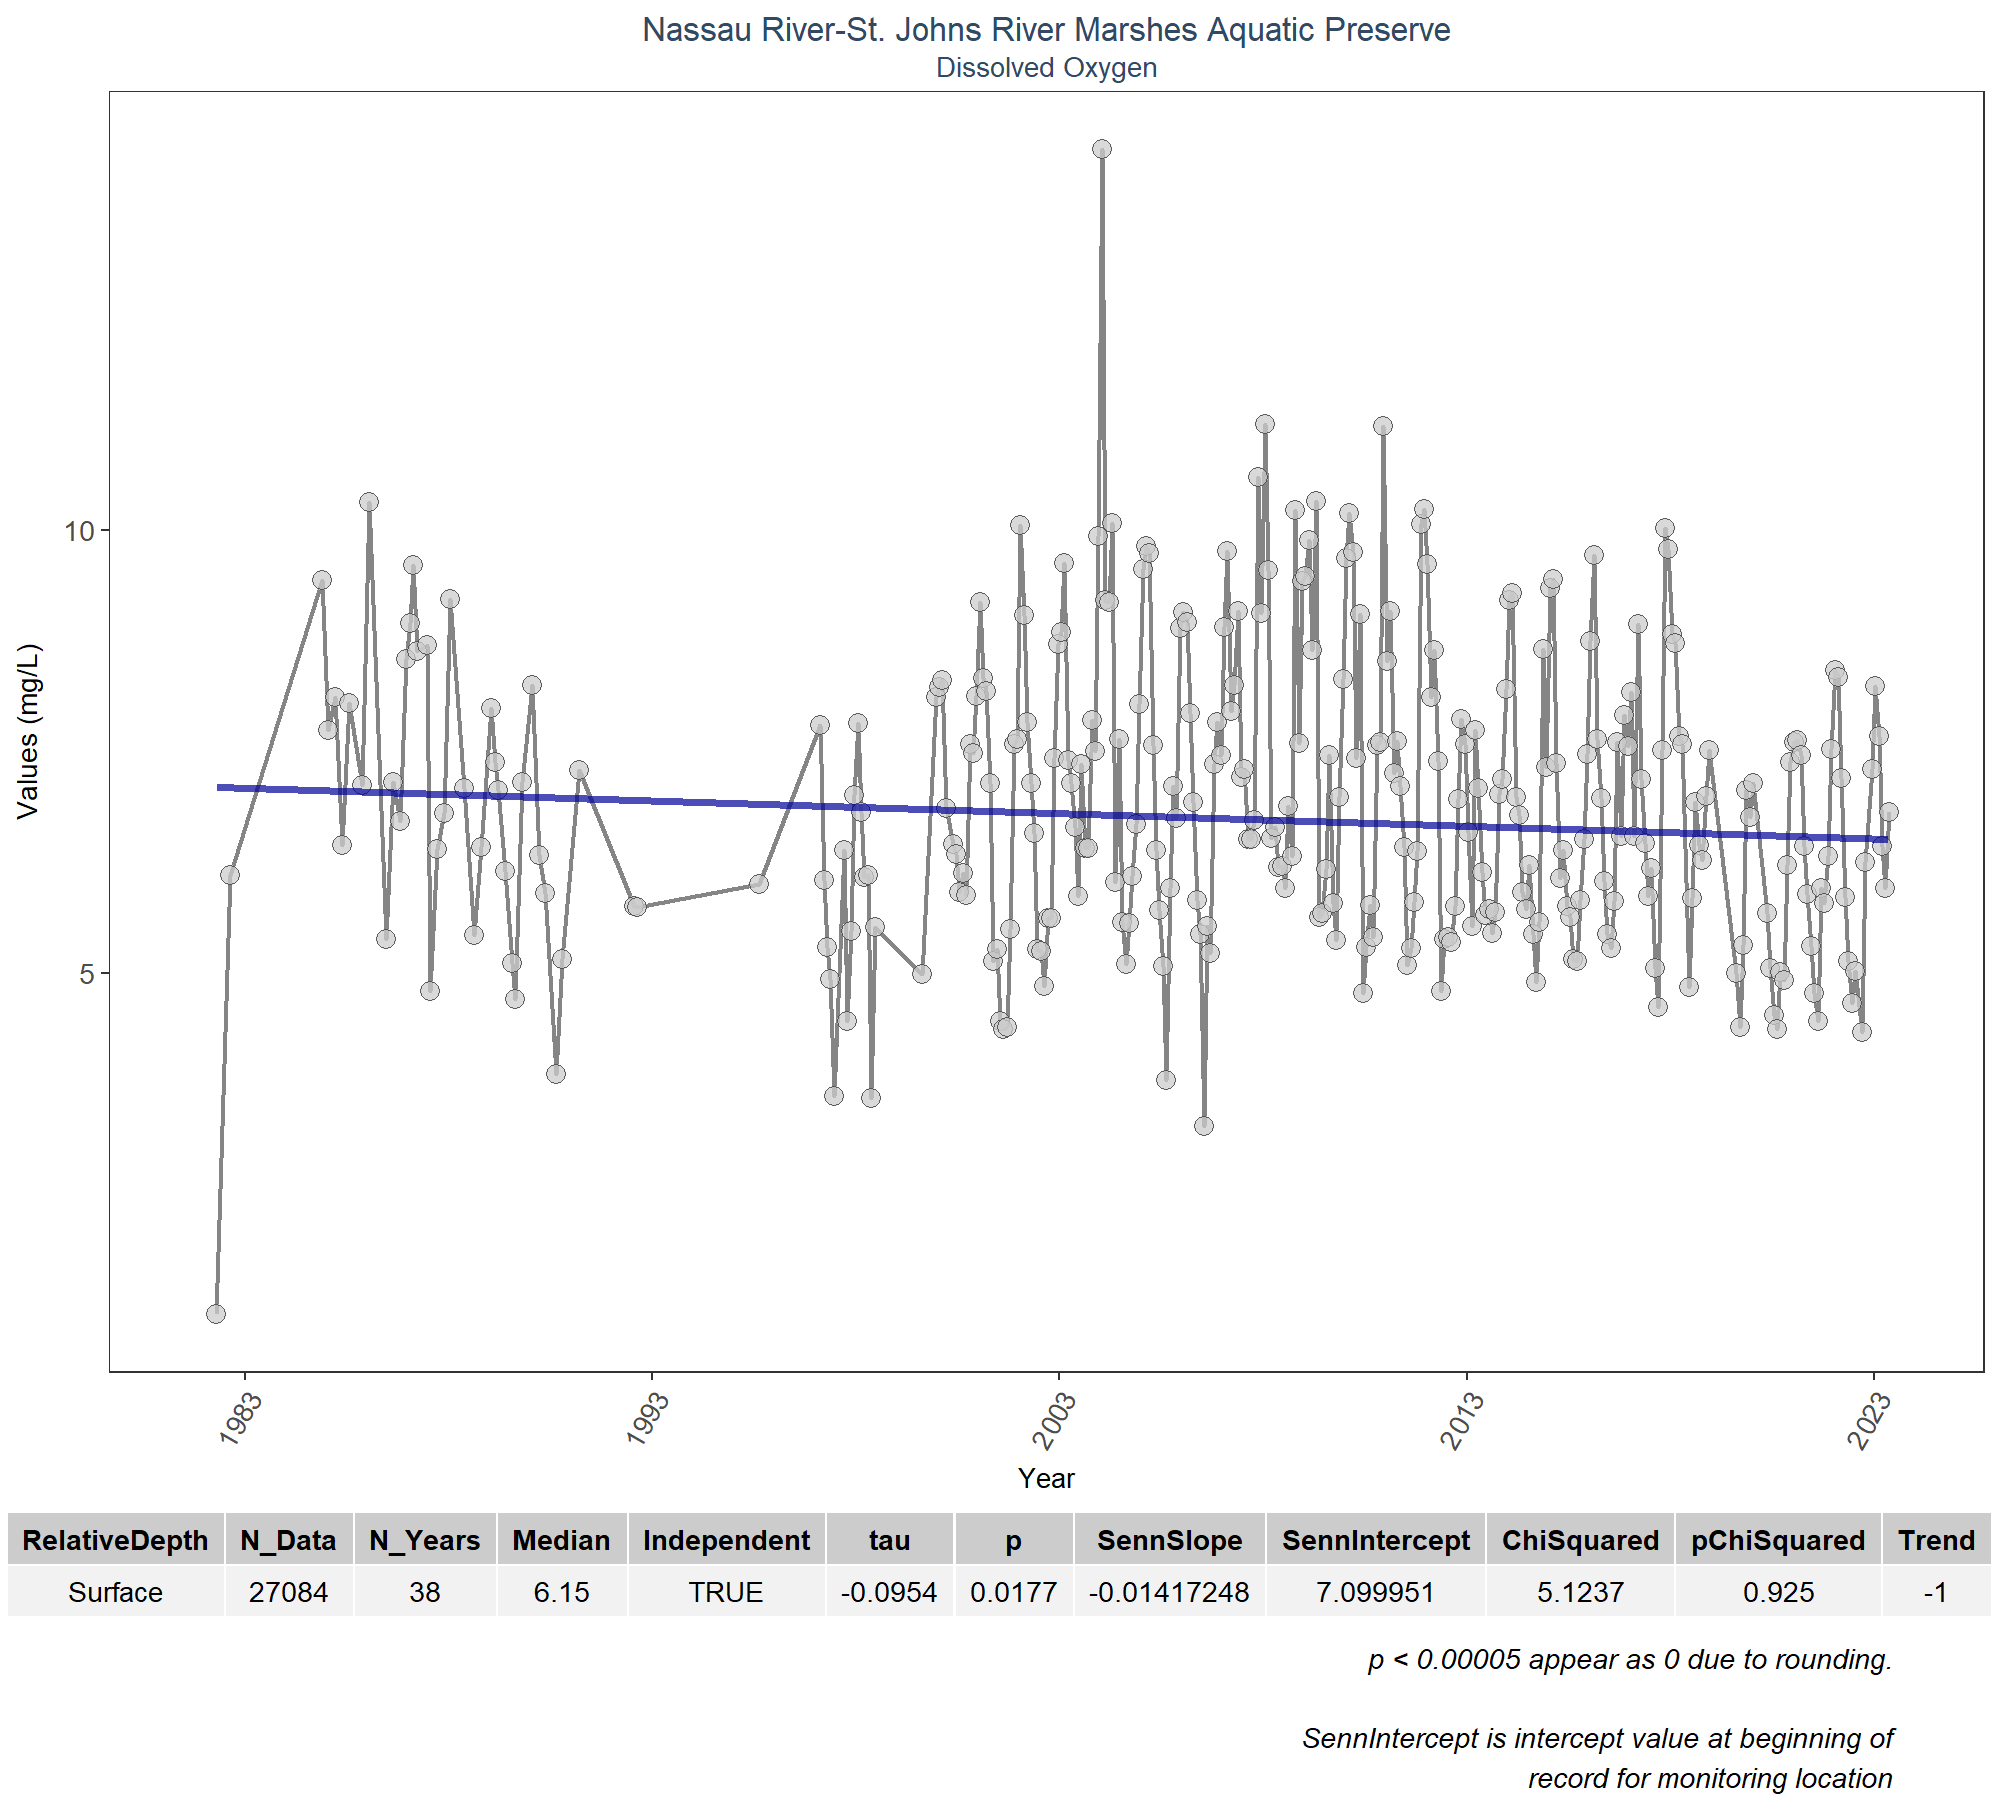 Nassau River-St. Johns River Marshes Aquatic Preserve
Dissolved Oxygen
Values (mg/L)
10
5
1983
1993
2003
2013
2023
Year
RelativeDepth N_Data N_Years Median Independent tau p SennSlope SennIntercept ChiSquared pChiSquared Trend
Surface 27084 38 6.15 TRUE -0.0954 0.0177 -0.01417248 7.099951 5.1237 0.925 -1
p < 0.00005 appear as 0 due to rounding.
SennIntercept is intercept value at beginning of
record for monitoring location